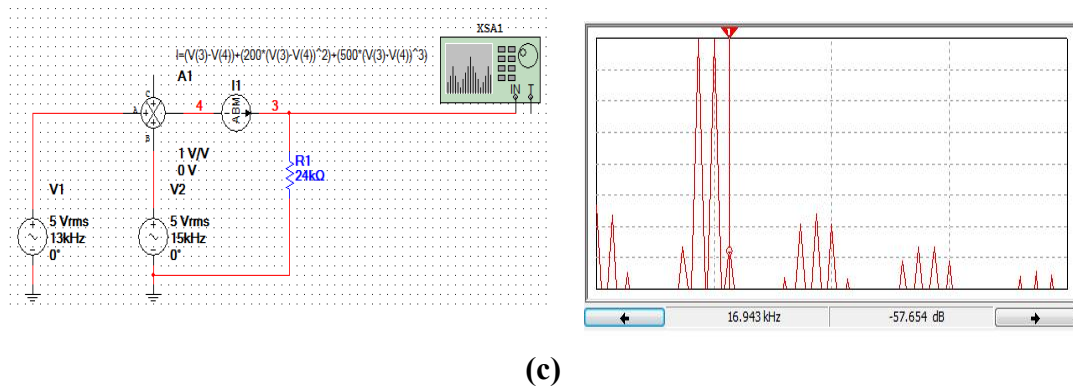 XSA1
I=(V(3)-V(4))+(200*(V(3)-V(4))^2)+(500*(V(3)-V(4))^3)
IN T
A1
C
A
B
I1
ABM
4
3
1 V/V
0 V
R1
24kΩ
V1
5 Vrms
13kHz
0°
V2
5 Vrms
15kHz
0°
1
16.943 kHz
-57.654 dB
(c)